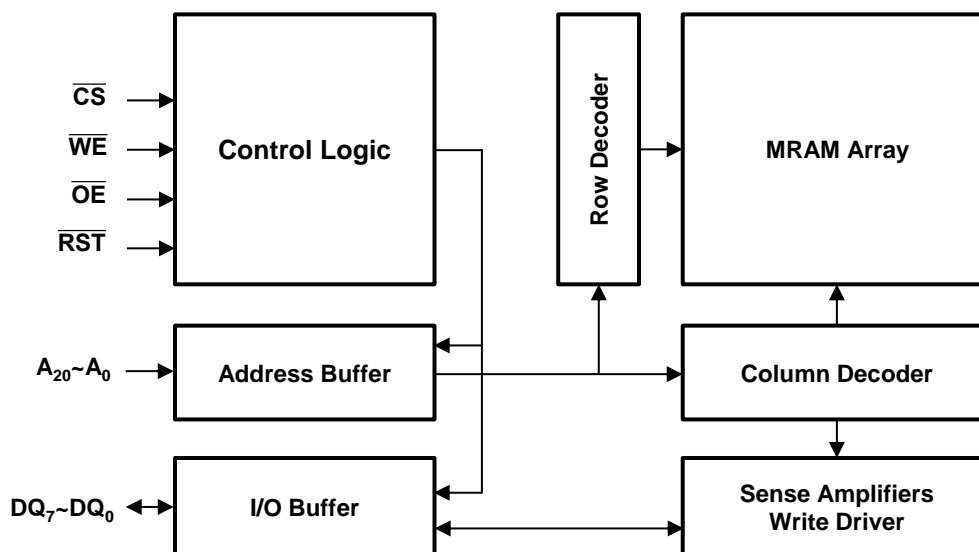 CS
WE
OE
RST
Control Logic
Row Decoder
MRAM Array
A20~A0
Address Buffer
Column Decoder
DQ7~DQ0
I/O Buffer
Sense Amplifiers
Write Driver